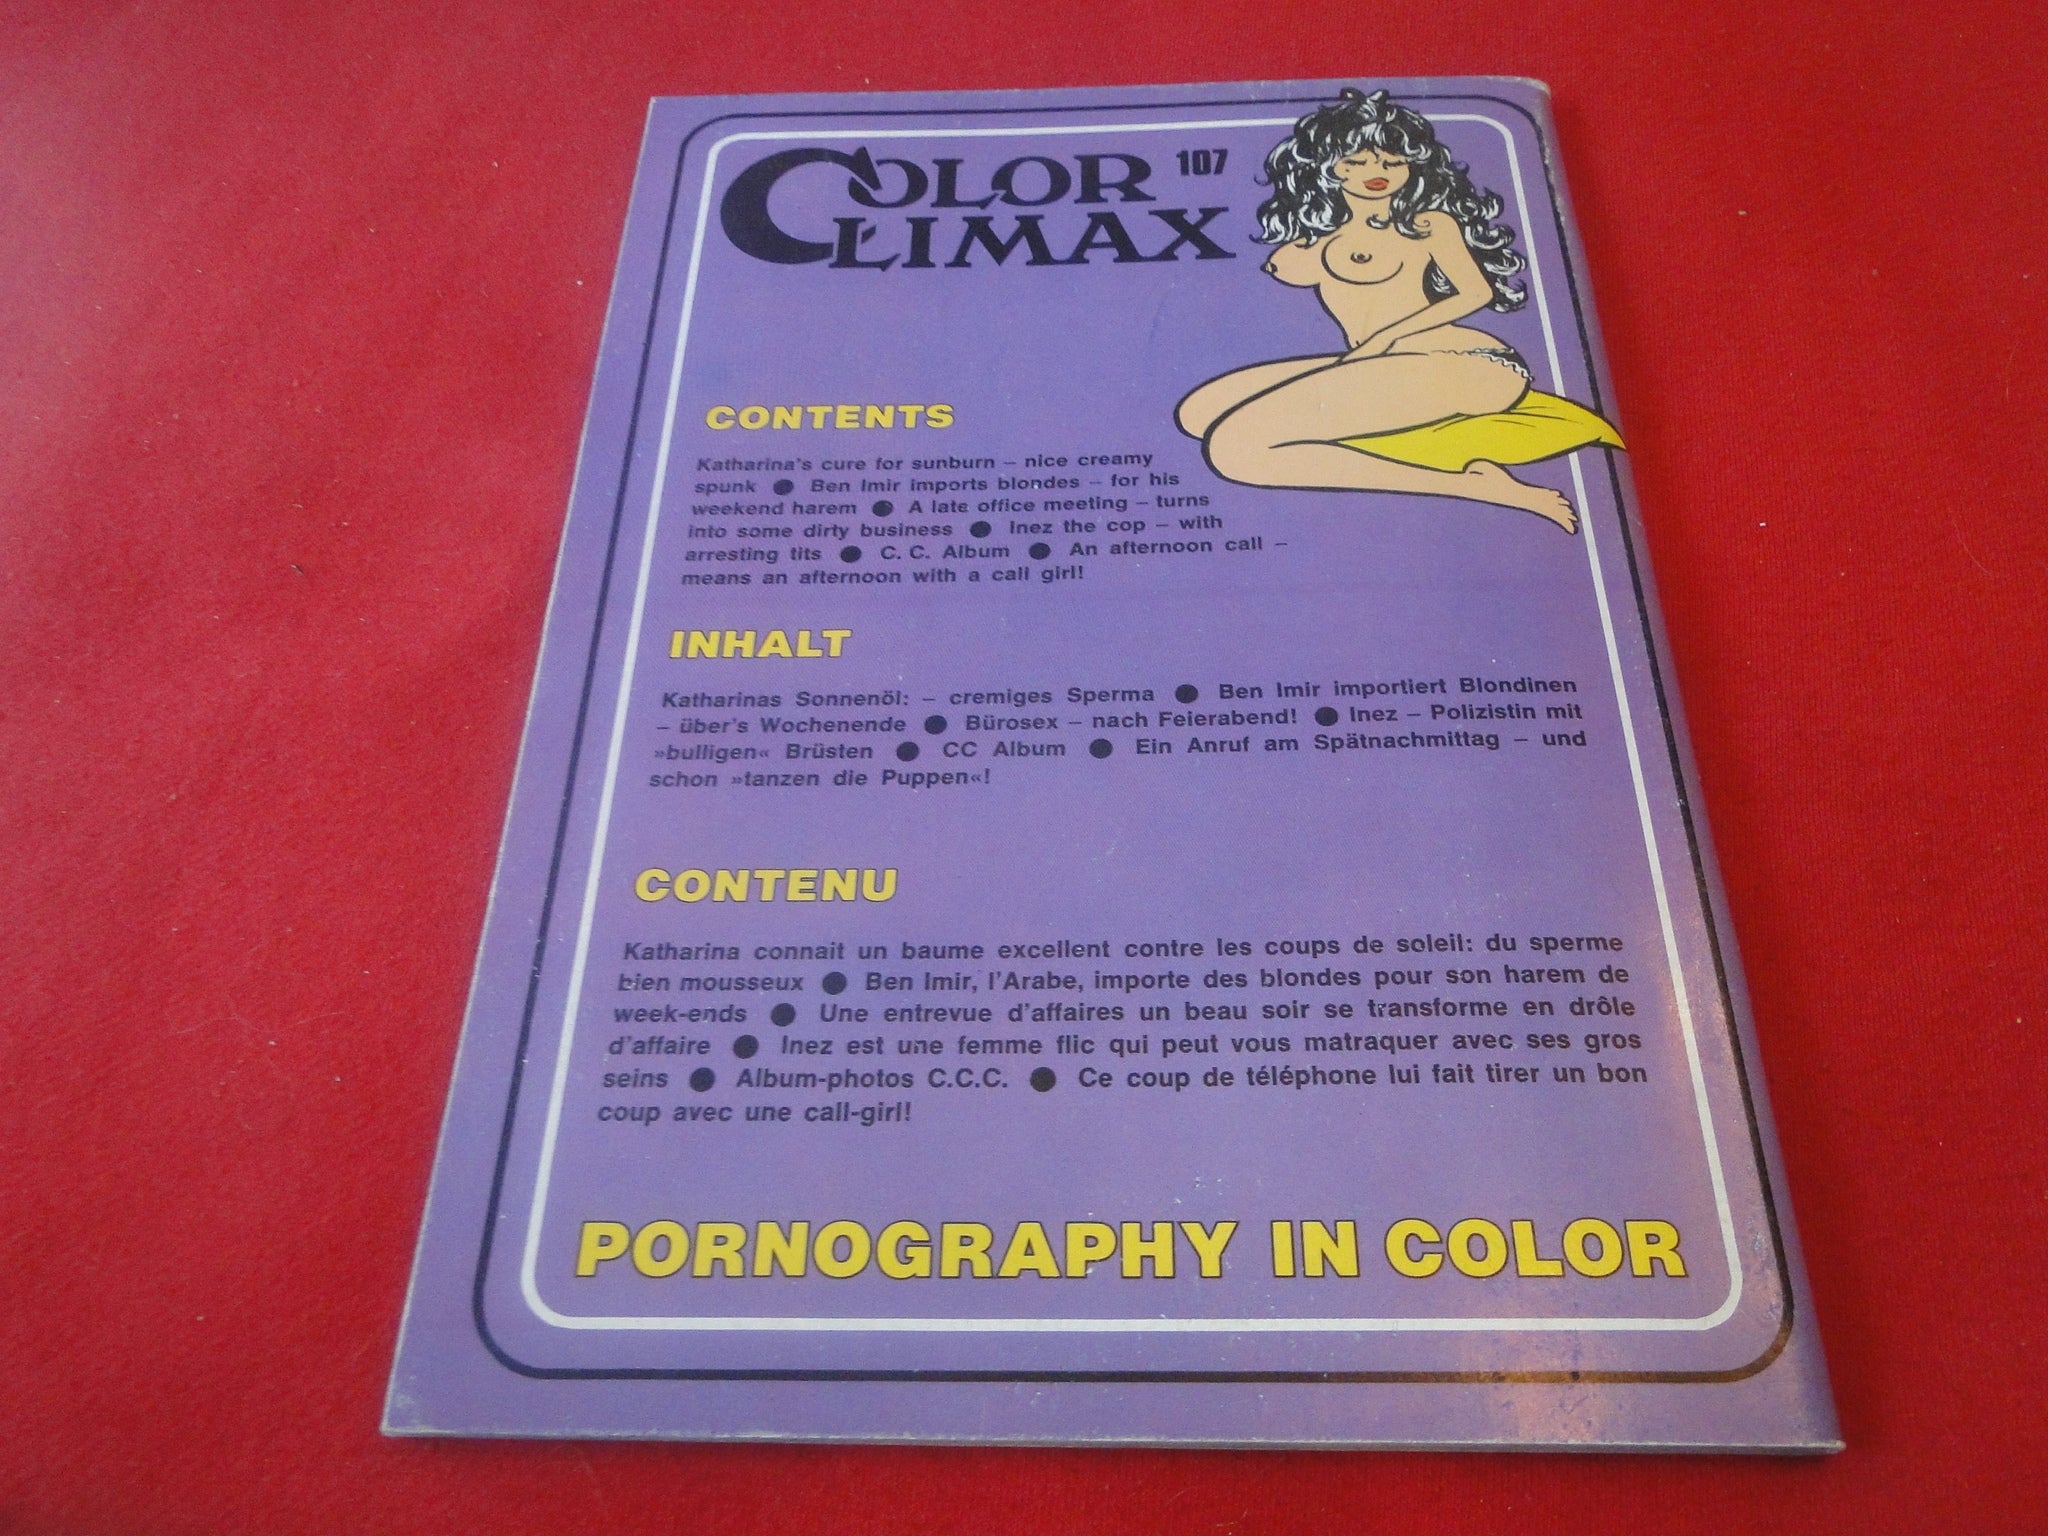 COLOR 107
CLIMAX
CONTENTS
Katharina's cure for sunburn – nice creamy
spunk ● Ben Imir imports blondes – for his
weekend harem ● A late office meeting – turns
into some dirty business ● Inez the cop – with
arresting tits ● C. C. Album ● An afternoon call –
means an afternoon with a call girl!
INHALT
Katharinas Sonnenöl: – cremiges Sperma ● Ben Imir importiert Blondinen
– über's Wochenende ● Bürosex – nach Feierabend! ● Inez – Polizistin mit
»bulligen« Brüsten ● CC Album ● Ein Anruf am Spätnachmittag – und
schon »tanzen die Puppen«!
CONTENU
Katharina connait un baume excellent contre les coups de soleil: du sperme
bien mousseux ● Ben Imir, l'Arabe, importe des blondes pour son harem de
week-ends ● Une entrevue d'affaires un beau soir se transforme en drôle
d'affaire ● Inez est une femme flic qui peut vous matraquer avec ses gros
seins ● Album-photos C.C.C. ● Ce coup de téléphone lui fait tirer un bon
coup avec une call-girl!
PORNOGRAPHY IN COLOR